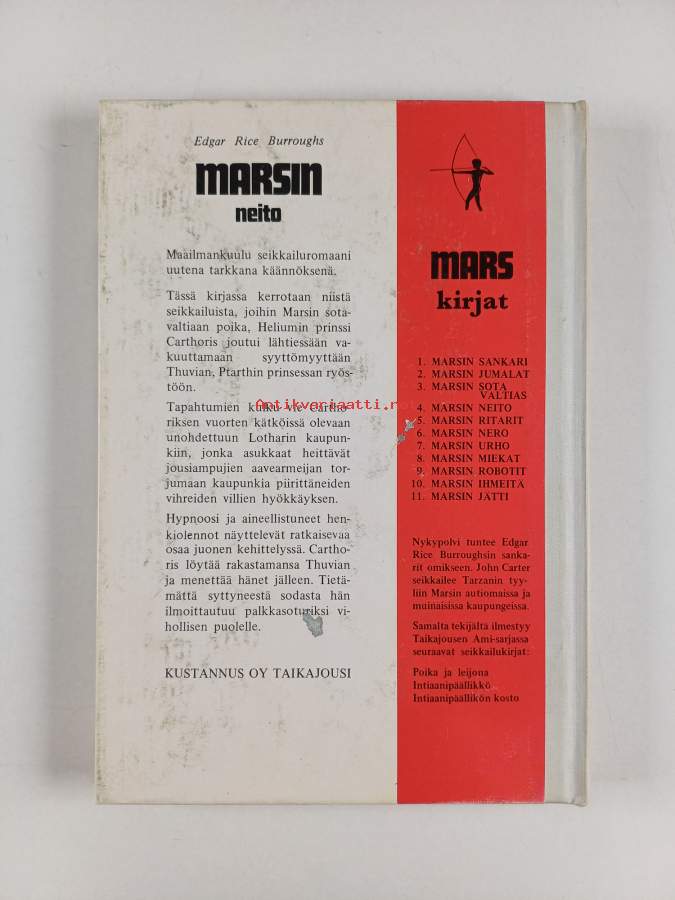 Edgar Rice Burroughs
MARSIN
neito
Maailmankuulu seikkailuromaani
uutena tarkkana käännöksenä.
Tässä kirjassa kerrotaan niistä
seikkailuista, joihin Marsin sota-
valtiaan poika, Heliumin prinssi
Carthoris joutui lähtiessään va-
kuuttamaan syyttömyyttään
Thuvian, Ptarthin prinsessan ryös-
töön.
Tapahtumien kulku vie Cartho-
riksen vuorten kätköissä olevaan
unohdettuun Lotharin kaupun-
kiin, jonka asukkaat heittävät
jousiampujien aavearmeijan tor-
jumaan kaupunkia piirittäneiden
vihreiden villien hyökkäyksen.
Hypnoosi ja aineellistuneet hen-
kiolennot näyttelevät ratkaisevaa
osaa juonen kehittelyssä. Cartho-
ris löytää rakastamansa Thuvian
ja menettää hänet jälleen. Tietä-
mättä syttyneestä sodasta hän
ilmoittautuu palkkasoturiksi vi-
hollisen puolelle.
KUSTANNUS OY TAIKAJOUSI
MARS
kirjat
1. MARSIN SANKARI
2. MARSIN JUMALAT
3. MARSIN SOTA
VALTIAS
4. MARSIN NEITO
5. MARSIN RITARIT
6. MARSIN NERO
7. MARSIN URHO
8. MARSIN MIEKAT
9. MARSIN ROBOTIT
10. MARSIN IHMEITÄ
11. MARSIN JÄTTI
Nykypolvi tuntee Edgar
Rice Burroughsin sanka-
rit omikseen. John Carter
seikkailee Tarzanin tyy-
liin Marsin autiomaissa ja
muinaisissa kaupungeissa.
Samalta tekijältä ilmestyy
Taikajousen Ami-sarjassa
seuraavat seikkailukirjat:
Poika ja leijona
Intiaanipäällikkö
Intiaanipäällikön kosto